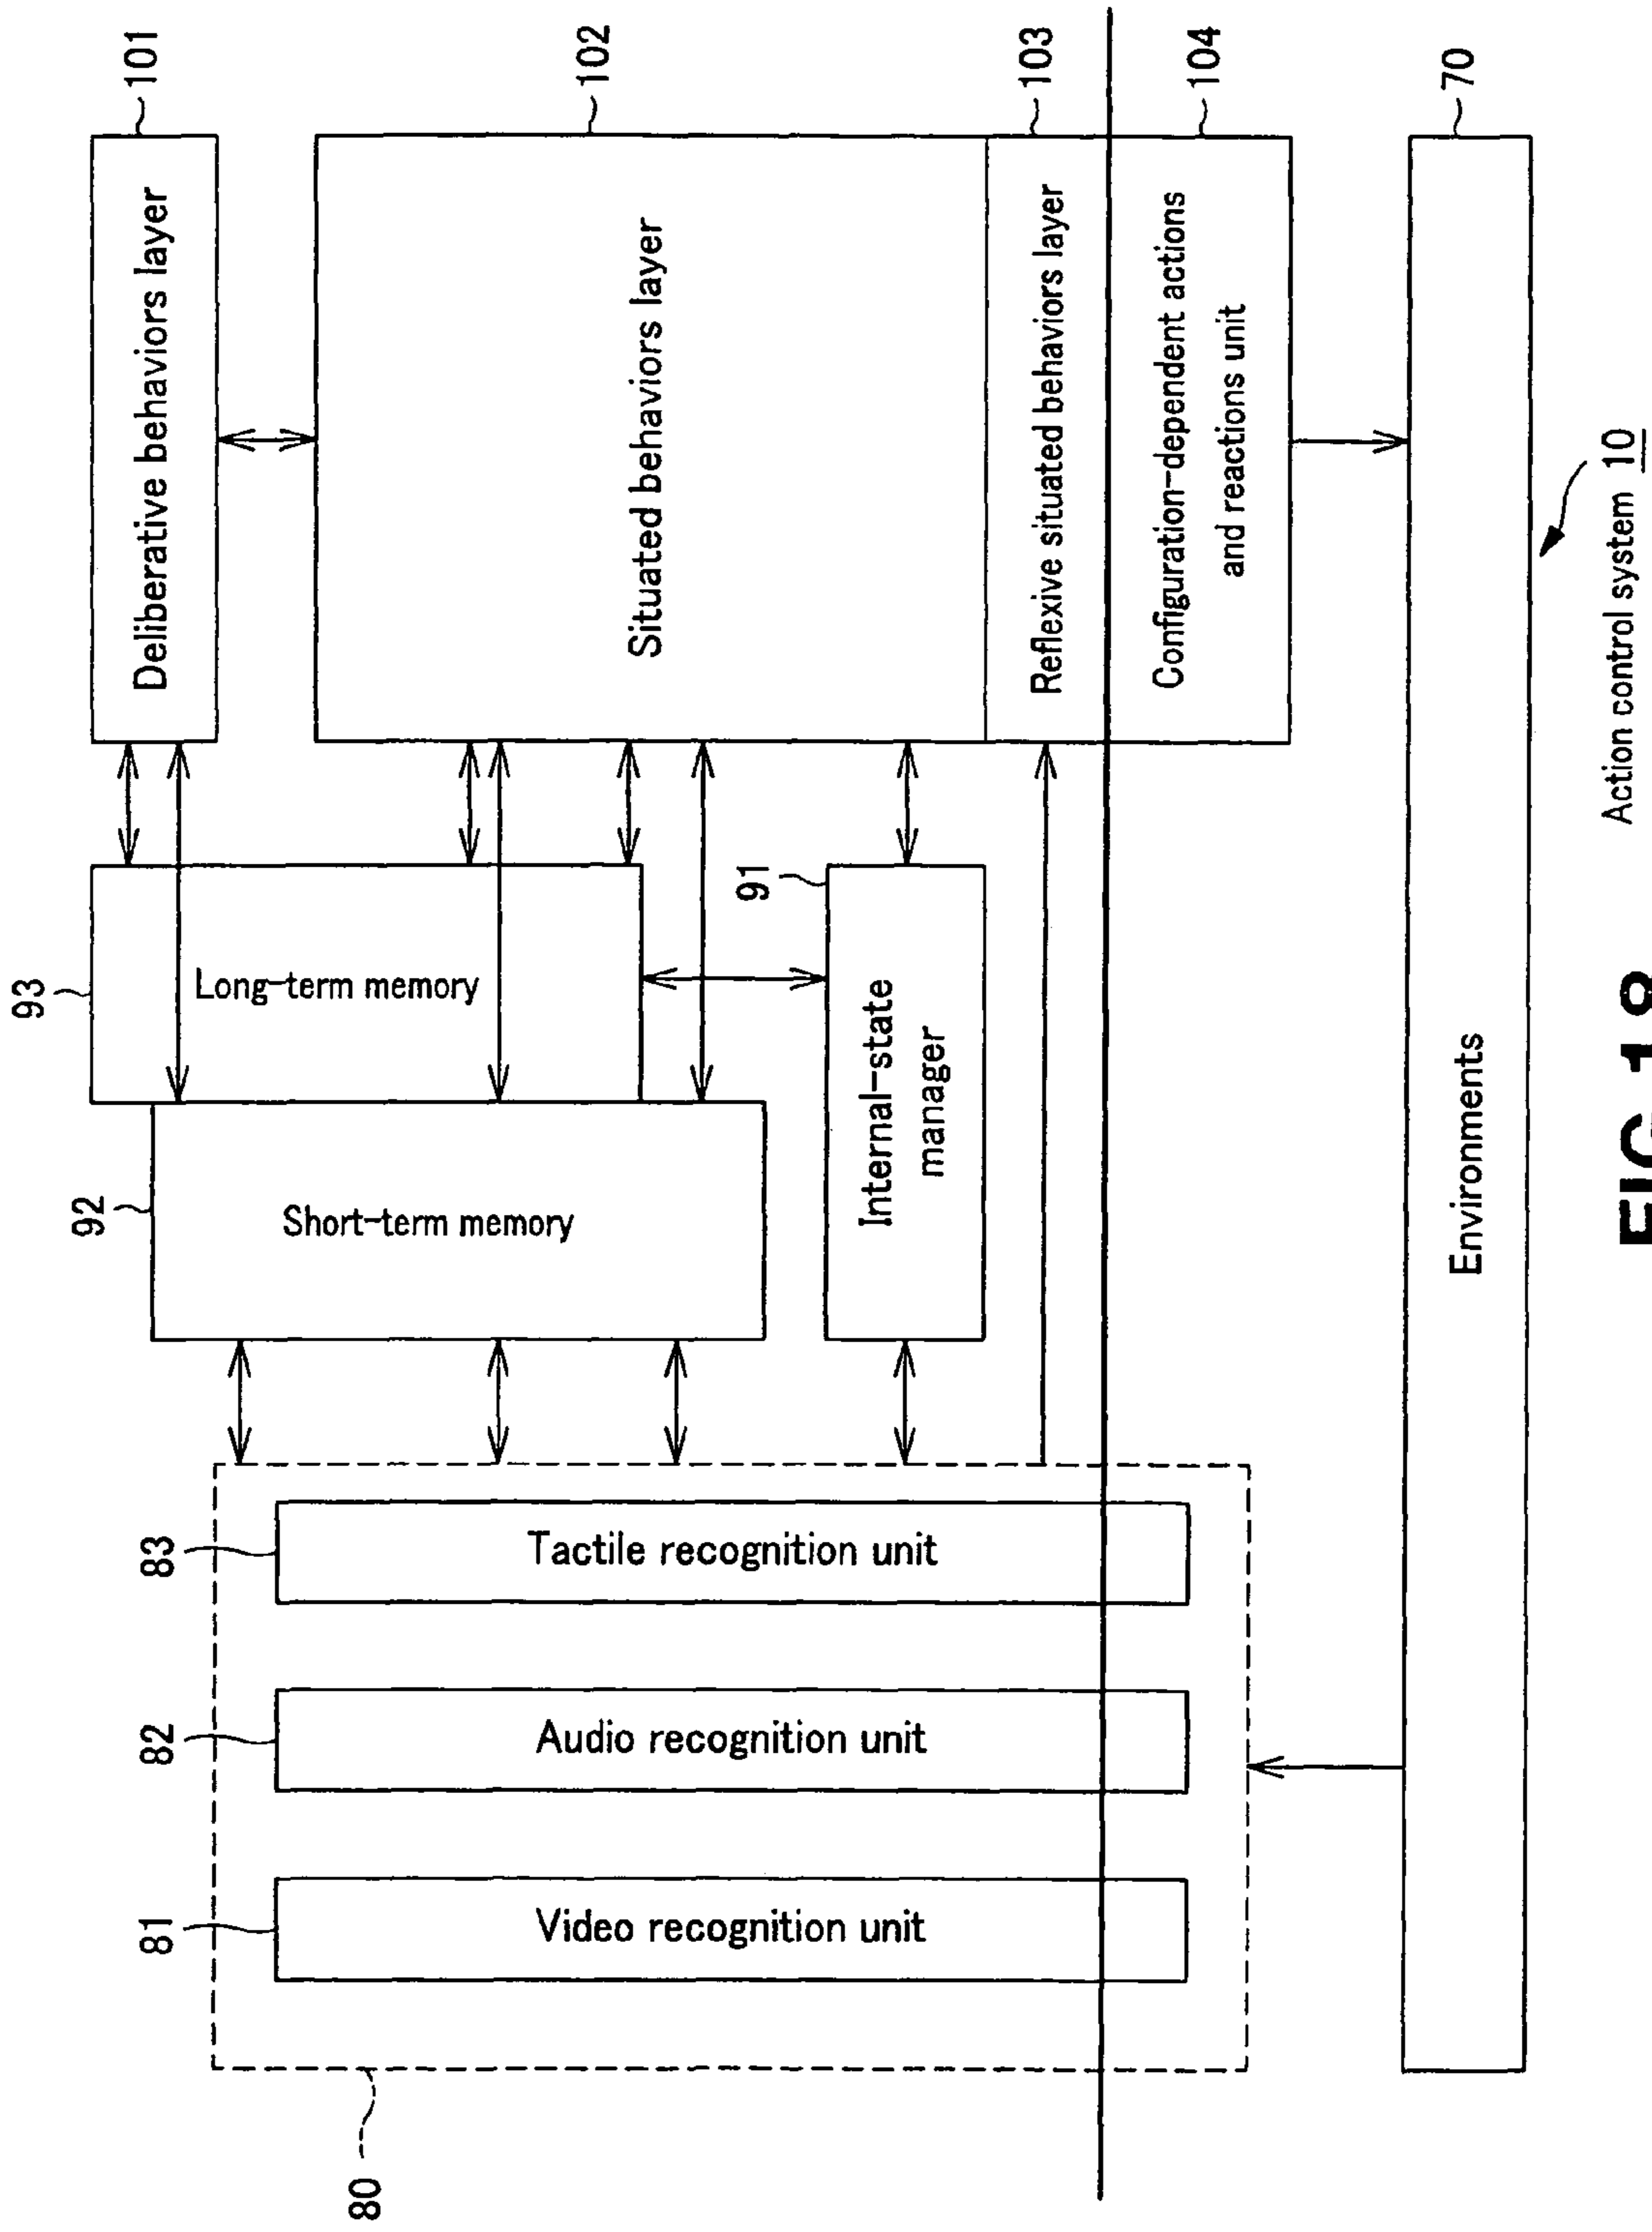 101
Deliberative behaviors layer
102
Situated behaviors layer
103
Reflexive situated behaviors layer
104
Configuration-dependent actions
and reactions unit
70
Environments
93
Long-term memory
92
Short-term memory
91
Internal-state
manager
83
Tactile recognition unit
82
Audio recognition unit
81
Video recognition unit
80
Action control system 10
FIG.18